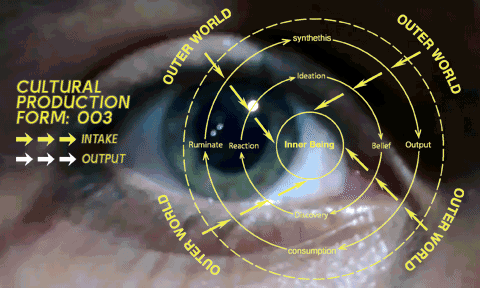 OUTER WORLD
OUTER WORLD
synthethis
CULTURAL
PRODUCTION
FORM: 003
INTAKE
OUTPUT
Ideation
Ruminate
Reaction
Inner Being
Belief
Output
Discovery
consumption
OUTER WORLD
OUTER WORLD